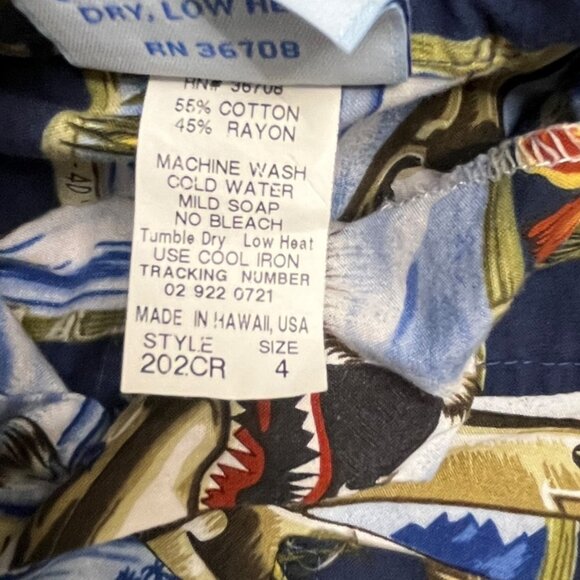 DRY, LOW HE
RN 36708
RN# 36708
55% COTTON
45% RAYON
MACHINE WASH
COLD WATER
MILD SOAP
NO BLEACH
Tumble Dry Low Heat
USE COOL IRON
TRACKING NUMBER
02 922 0721
MADE IN HAWAII, USA
STYLE SIZE
202CR 4